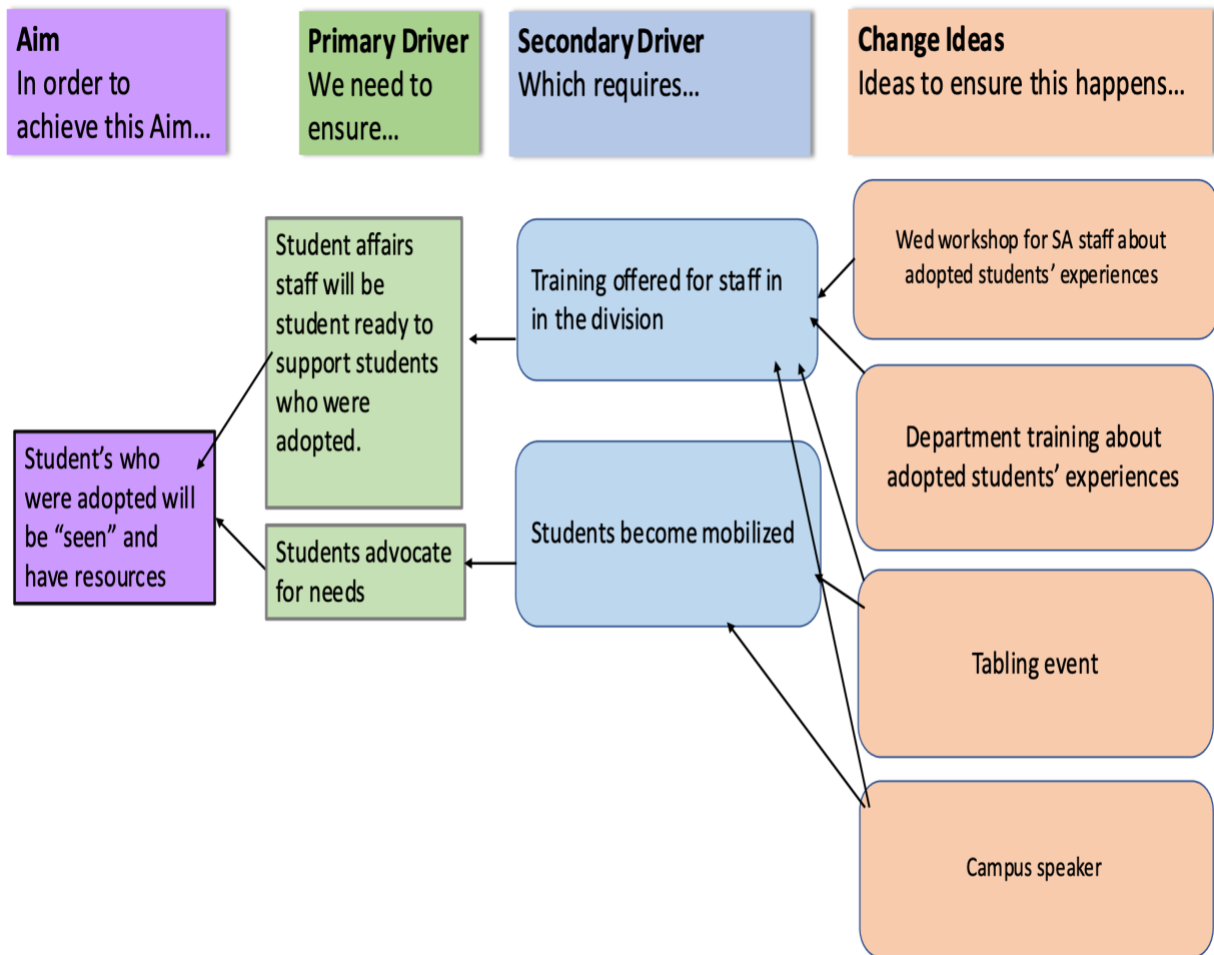 Aim
In order to
achieve this Aim...
Primary Driver
We need to
ensure...
Secondary Driver
Which requires...
Change Ideas
Ideas to ensure this happens...
Student's who
were adopted will
be “seen” and
have resources
Student affairs
staff will be
student ready to
support students
who were
adopted.
Students advocate
for needs
Training offered for staff in
in the division
Students become mobilized
Wed workshop for SA staff about
adopted students’ experiences
Department training about
adopted students’ experiences
Tabling event
Campus speaker